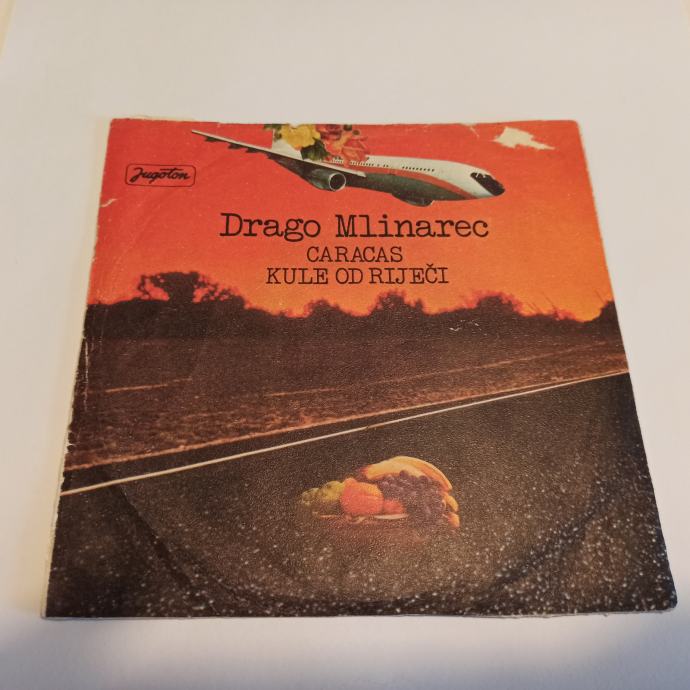 Jugoton
Drago Mlinarec
CARACAS
KULE OD RIJEČI